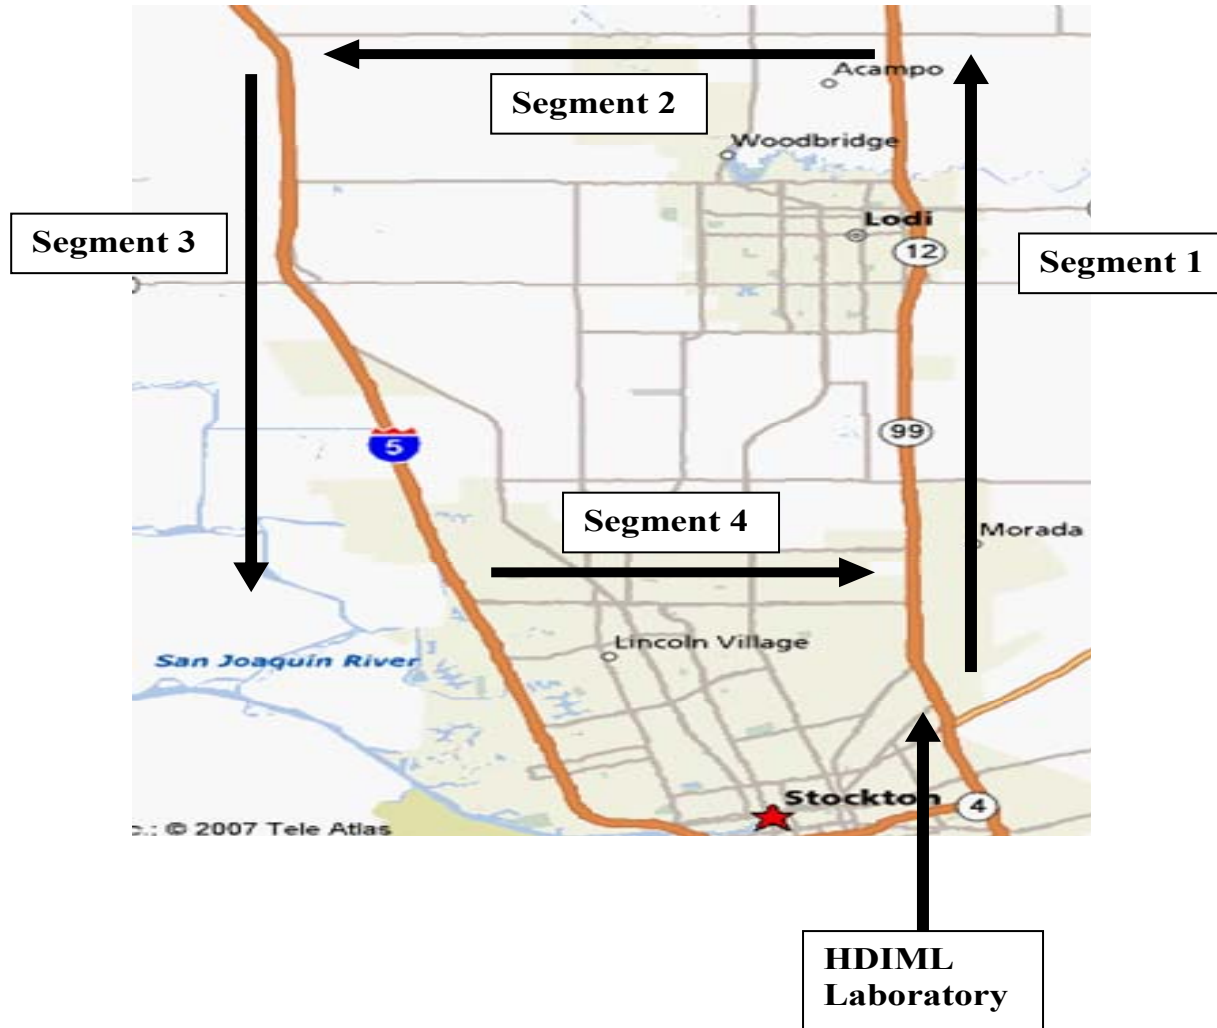 Acampo
Segment 2
Woodbridge
Segment 3
Lodi
12
Segment 1
99
5
Segment 4
Morada
Lincoln Village
San Joaquin River
Stockton
4
c.: © 2007 Tele Atlas
HDIML
Laboratory